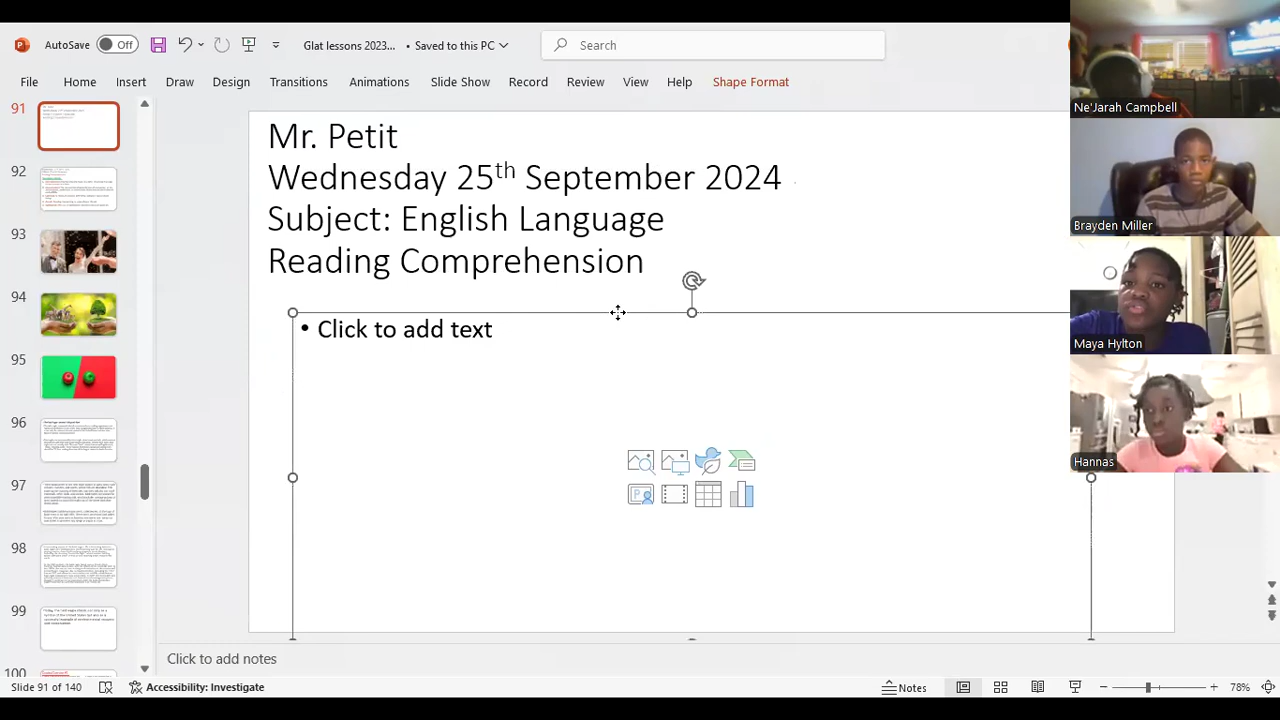 AutoSave Off Glat lessons 2023... • Saved to this PC Search
File Home Insert Draw Design Transitions Animations Slide Show Record Review View Help Shape Format
Mr. Petit
Wednesday 25th September 2024
Subject: English Language
Reading Comprehension
• Click to add text
91
92
93
94
95
96
97
98
99
100
Click to add notes
Slide 91 of 140 Accessibility: Investigate Notes 78%
Ne'Jarah Campbell
Brayden Miller
Maya Hylton
Hannas